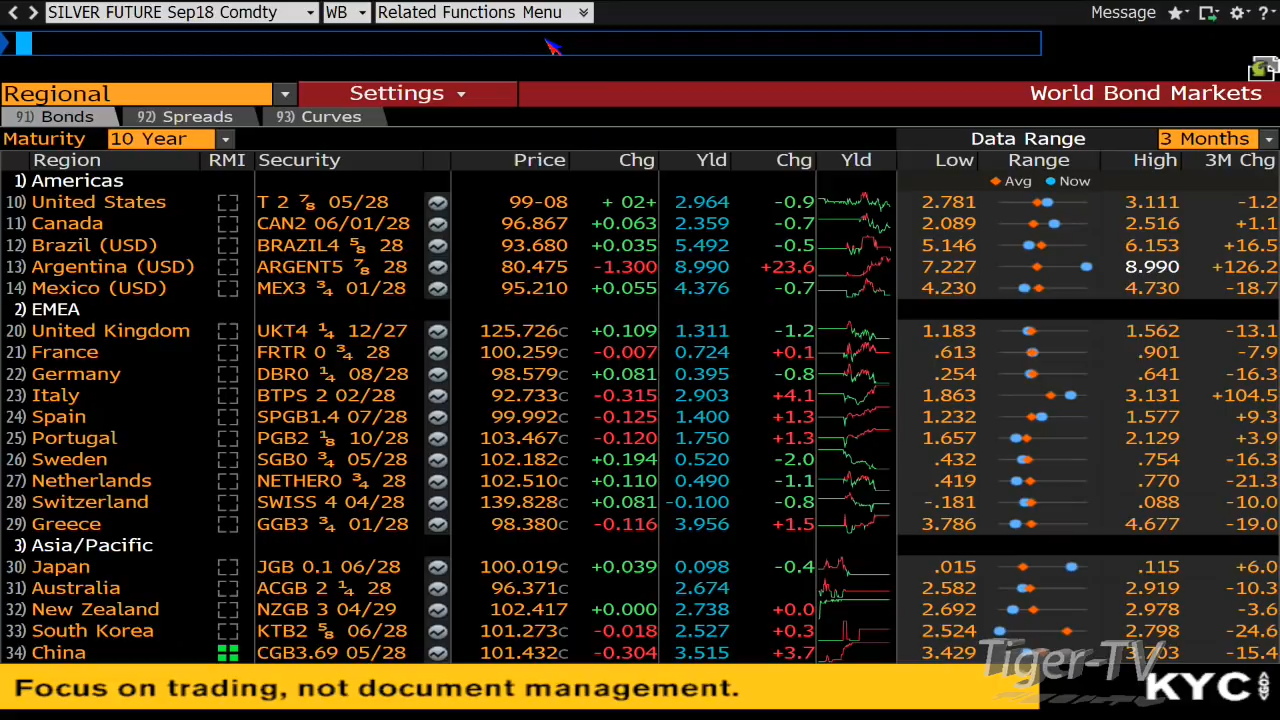 SILVER FUTURE Sep18 Comdty WB Related Functions Menu Message ?
Regional Settings World Bond Markets
91) Bonds 92) Spreads 93) Curves
Maturity 10 Year Data Range 3 Months
Region RMI Security Price Chg Yld Chg Yld Low Range High 3M Chg
1) Americas Avg Now
10) United States T 2 ⅞ 05/28 99-08 + 02+ 2.964 -0.9 2.781 3.111 -1.2
11) Canada CAN2 06/01/28 96.867 +0.063 2.359 -0.7 2.089 2.516 +1.1
12) Brazil (USD) BRAZIL4 ⅝ 28 93.680 +0.035 5.492 -0.5 5.146 6.153 +16.5
13) Argentina (USD) ARGENT5 ⅞ 28 80.475 -1.300 8.990 +23.6 7.227 8.990 +126.2
14) Mexico (USD) MEX3 ¾ 01/28 95.210 +0.055 4.376 -0.7 4.230 4.730 -18.7
2) EMEA
20) United Kingdom UKT4 ¼ 12/27 125.726c +0.109 1.311 -1.2 1.183 1.562 -13.1
21) France FRTR 0 ¾ 28 100.259c -0.007 0.724 +0.1 .613 .901 -7.9
22) Germany DBR0 ¼ 08/28 98.579c +0.081 0.395 -0.8 .254 .641 -16.3
23) Italy BTPS 2 02/28 92.733c -0.315 2.903 +4.1 1.863 3.131 +104.5
24) Spain SPGB1.4 07/28 99.992c -0.125 1.400 +1.3 1.232 1.577 +9.3
25) Portugal PGB2 ⅛ 10/28 103.467c -0.120 1.750 +1.3 1.657 2.129 +3.9
26) Sweden SGB0 ¾ 05/28 102.182c +0.194 0.520 -2.0 .432 .754 -16.3
27) Netherlands NETHER0 ¾ 28 102.510c +0.110 0.490 -1.1 .419 .770 -21.3
28) Switzerland SWISS 4 04/28 139.828c +0.081 -0.100 -0.8 -.181 .088 -10.0
29) Greece GGB3 ¾ 01/28 98.380c -0.116 3.956 +1.5 3.786 4.677 -19.0
3) Asia/Pacific
30) Japan JGB 0.1 06/28 100.019c +0.039 0.098 -0.4 .015 .115 +6.0
31) Australia ACGB 2 ¼ 28 96.371c 2.674 2.582 2.919 -10.3
32) New Zealand NZGB 3 04/29 102.417 +0.000 2.738 +0.0 2.692 2.978 -3.6
33) South Korea KTB2 ⅝ 06/28 101.273c -0.018 2.527 +0.3 2.524 2.798 -24.6
34) China CGB3.69 05/28 101.432c -0.304 3.515 +3.7 3.429 3.703 -15.4
Tiger-TV
Focus on trading, not document management. KYC